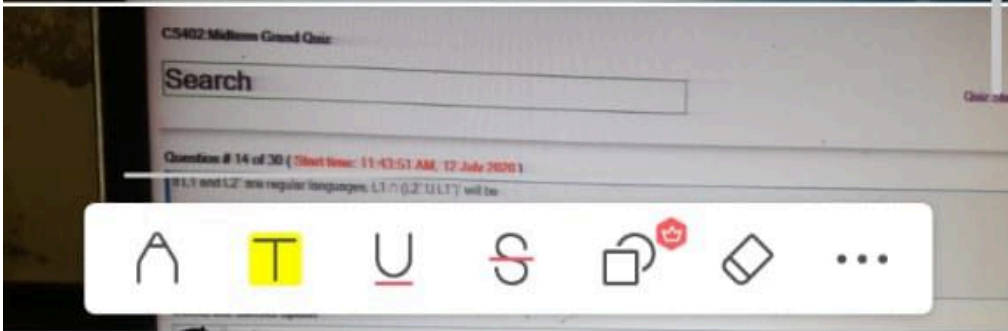 CS402:Midterm Grand Quiz
Search
Question # 14 of 30 ( Start time: 11:43:51 AM, 12 July 2020 )
If L1 and L2' are regular languages, L1 ∩ (L2' U L1')' will be